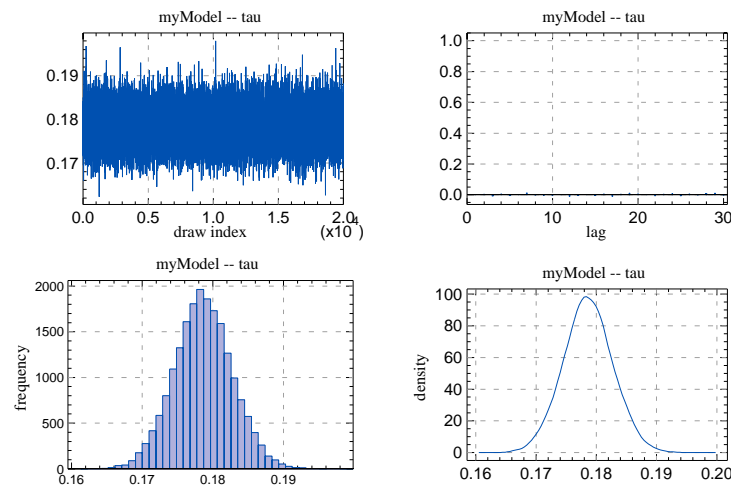 myModel -- tau
0.19
0.18
0.17
0.0 0.5 1.0 1.5 2.0
draw index (x10⁴)
myModel -- tau
1.0
0.8
0.6
0.4
0.2
0.0
0 10 20 30
lag
myModel -- tau
frequency
2000
1500
1000
500
0
0.16 0.17 0.18 0.19
myModel -- tau
density
100
80
60
40
20
0
0.16 0.17 0.18 0.19 0.20